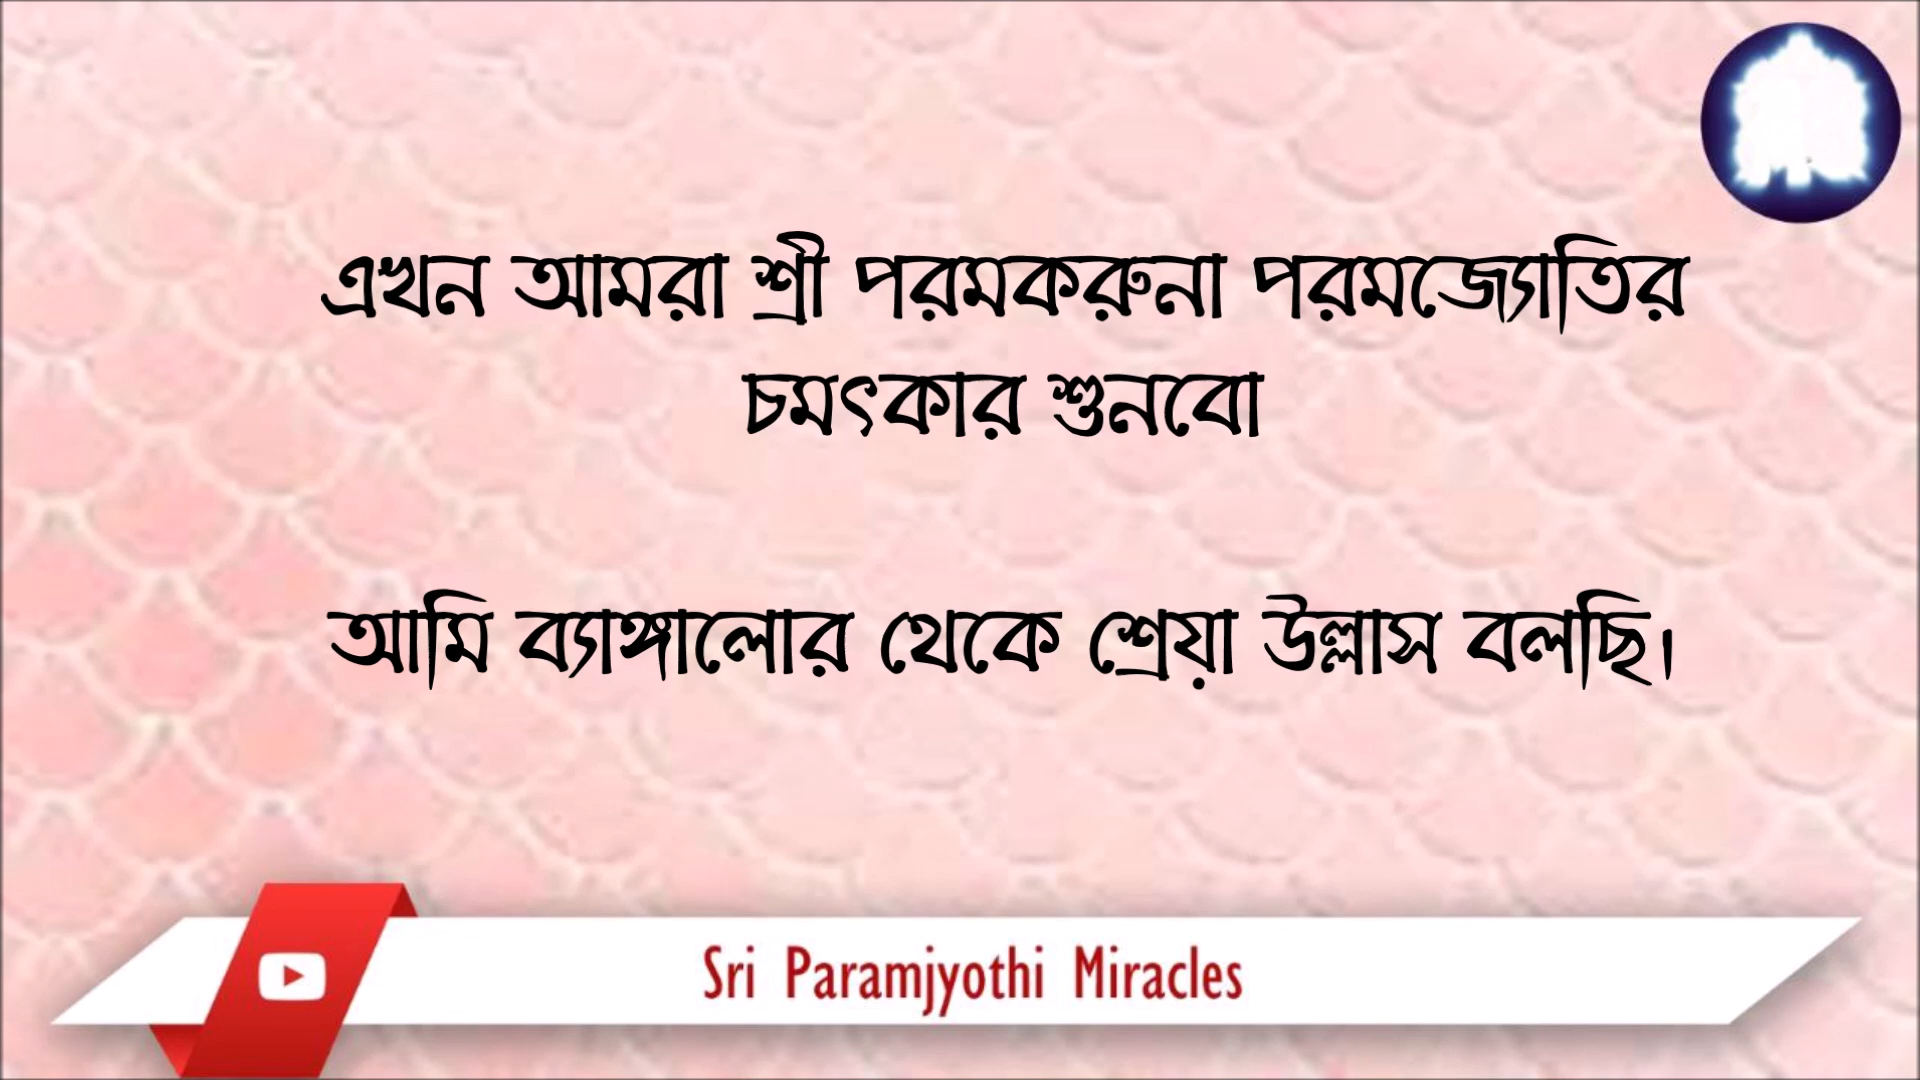 এখন আমরা শ্রী পরমকরুনা পরমজ্যোতির
চমৎকার শুনবো
আমি ব্যাঙ্গালোর থেকে শ্রেয়া উল্লাস বলছি।
Sri Paramjyothi Miracles